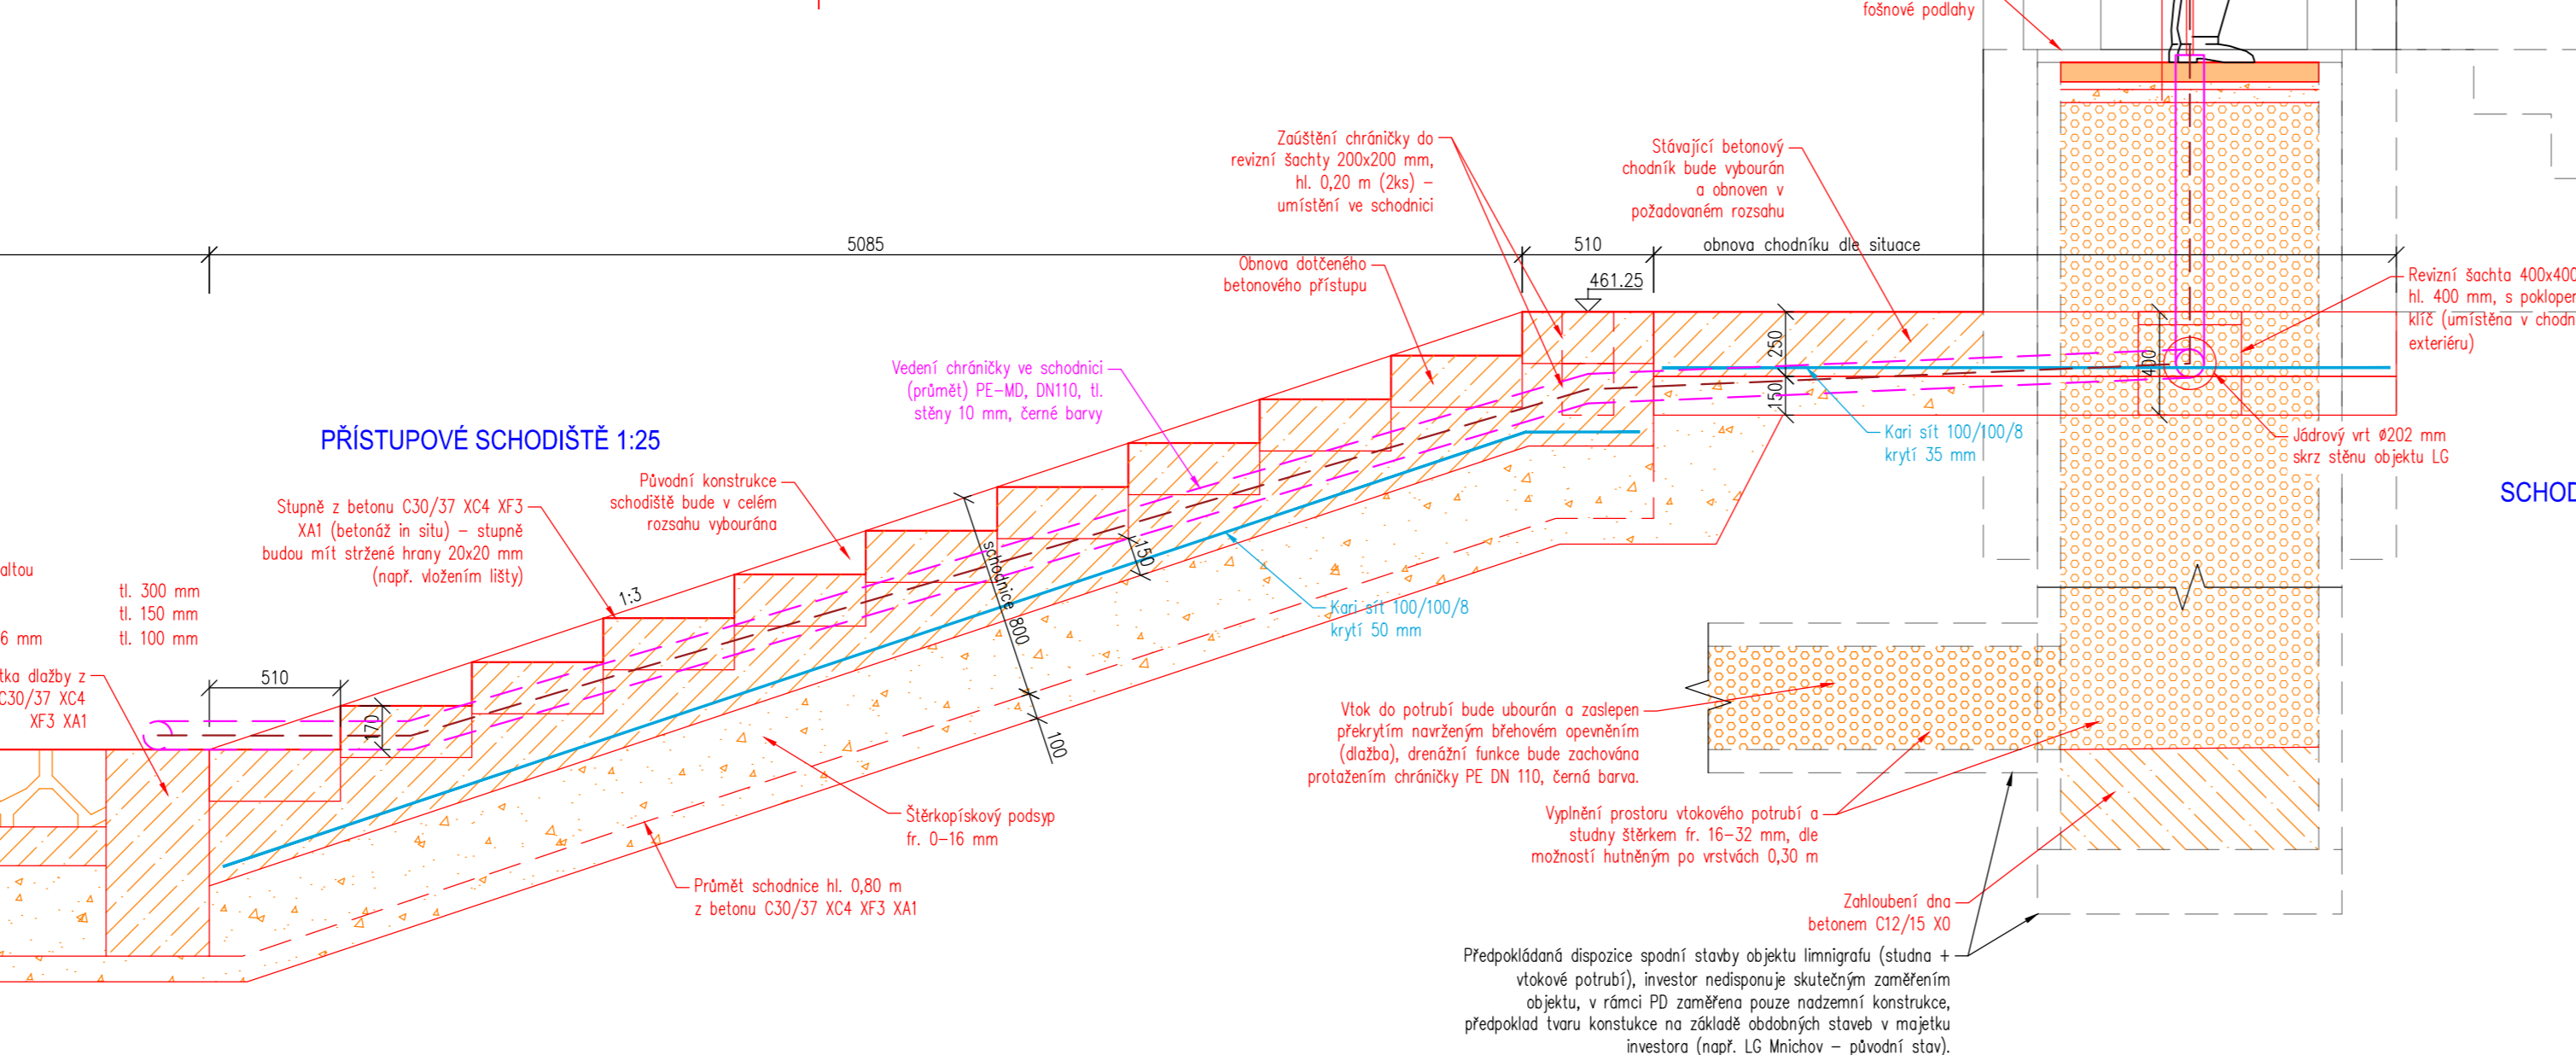 fošnové podlahy
Zaústění chráničky do
revizní šachty 200x200 mm,
hl. 0,20 m (2ks) –
umístění ve schodnici
Stávající betonový
chodník bude vybourán
a obnoven v
požadovaném rozsahu
5085
510
obnova chodníku dle situace
Obnova dotčeného
betonového přístupu
461.25
Revizní šachta 400x400
hl. 400 mm, s poklopem
klíč (umístěna v chodn
exteriéru)
250
150
400
Vedení chráničky ve schodnici
(průmět) PE-MD, DN110, tl.
stěny 10 mm, černé barvy
PŘÍSTUPOVÉ SCHODIŠTĚ 1:25
Kari sít 100/100/8
krytí 35 mm
Jádrový vrt ø202 mm
skrz stěnu objektu LG
SCHOD
Původní konstrukce
schodiště bude v celém
rozsahu vybourána
Stupně z betonu C30/37 XC4 XF3
XA1 (betonáž in situ) – stupně
budou mít stržené hrany 20x20 mm
(např. vložením lišty)
altou
tl. 300 mm
tl. 150 mm
6 mm
tl. 100 mm
1:3
schodnice 800
150
100
Kari sít 100/100/8
krytí 50 mm
tka dlažby z
C30/37 XC4
XF3 XA1
510
170
Vtok do potrubí bude ubourán a zaslepen
překrytím navrženým břehovém opevněním
(dlažba), drenážní funkce bude zachována
protažením chráničky PE DN 110, černá barva.
Štěrkopískový podsyp
fr. 0–16 mm
Vyplnění prostoru vtokového potrubí a
studny štěrkem fr. 16–32 mm, dle
možností hutněným po vrstvách 0,30 m
Průmět schodnice hl. 0,80 m
z betonu C30/37 XC4 XF3 XA1
Zahloubení dna
betonem C12/15 X0
Předpokládaná dispozice spodní stavby objektu limnigrafu (studna +
vtokové potrubí), investor nedisponuje skutečným zaměřením
objektu, v rámci PD zaměřena pouze nadzemní konstrukce,
předpoklad tvaru konstukce na základě obdobných staveb v majetku
investora (např. LG Mnichov – původní stav).